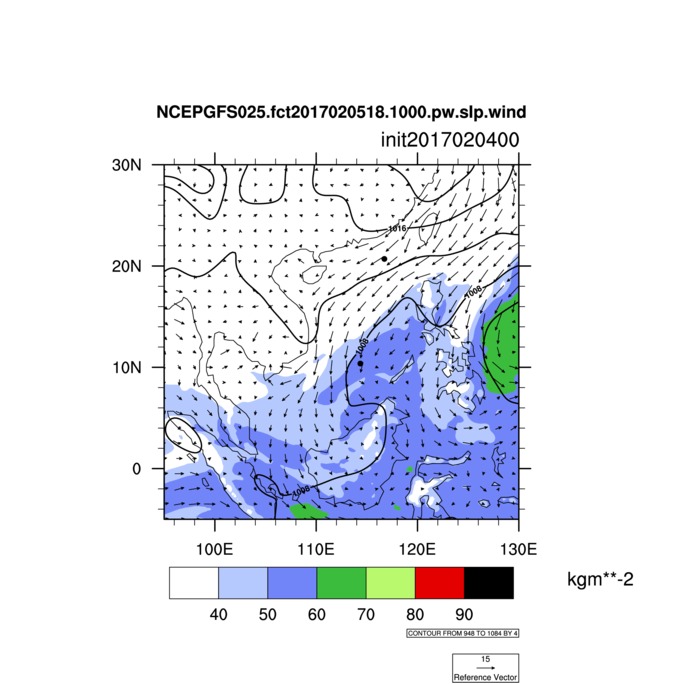 NCEPGFS025.fct2017020518.1000.pw.slp.wind
init2017020400
30N
1016
20N
1008
1008
10N
0
1008
100E 110E 120E 130E
kgm**-2
40 50 60 70 80 90
CONTOUR FROM 948 TO 1084 BY 4
15
Reference Vector